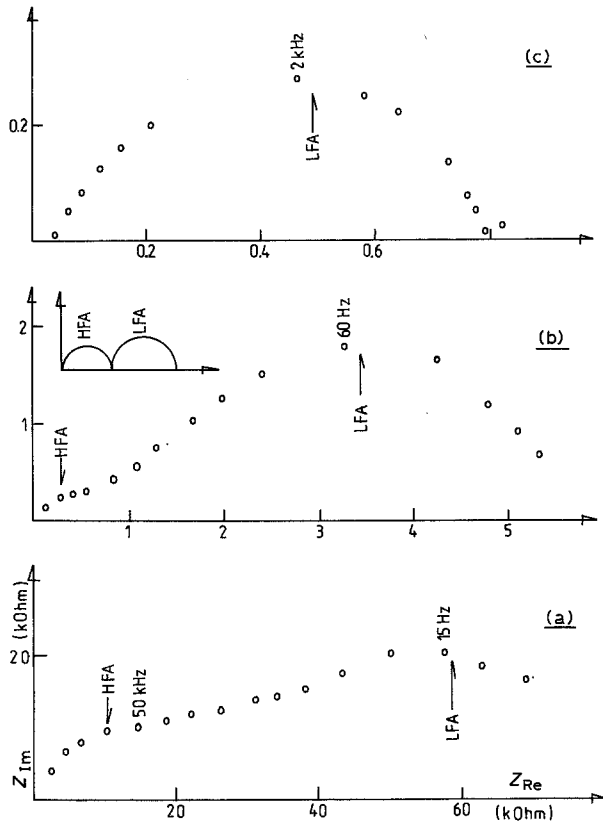 (c)
2 kHz
LFA
0.2
0.2
0.4
0.6
(b)
HFA
LFA
60 Hz
2
1
HFA
LFA
1
2
3
4
5
(a)
Z Im (kOhm)
20
HFA
50 kHz
15 Hz
LFA
20
40
60
Z Re
(kOhm)